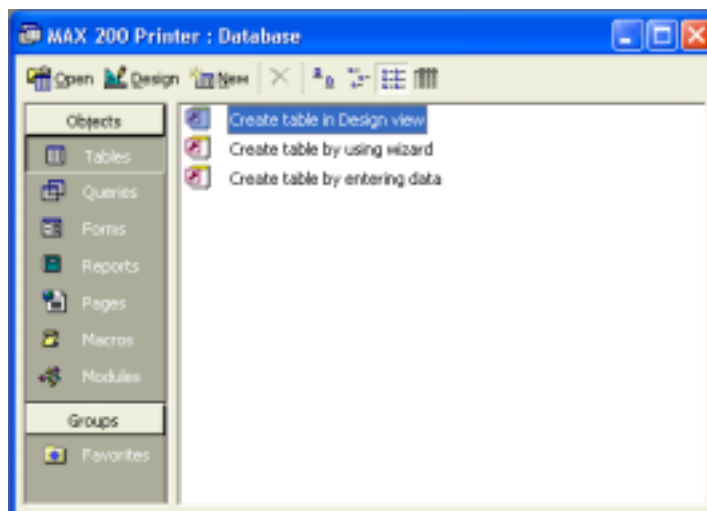 MAX 200 Printer : Database
Open Design New
Objects
Tables
Queries
Forms
Reports
Pages
Macros
Modules
Groups
Favorites
Create table in Design view
Create table by using wizard
Create table by entering data